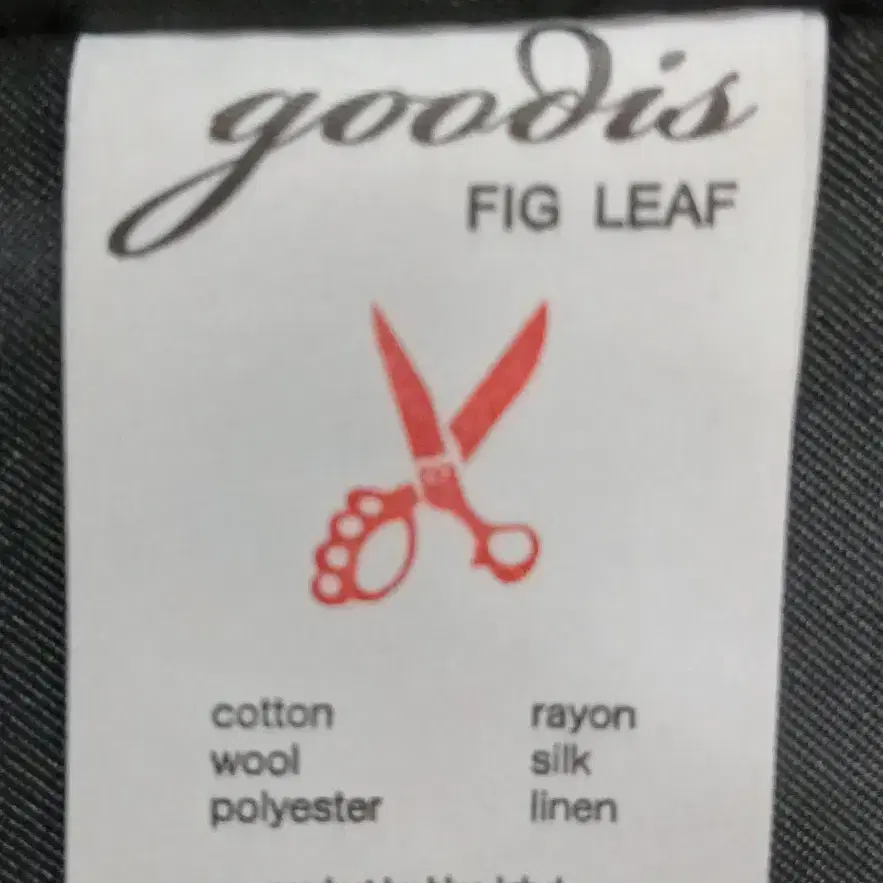 goodis
FIG LEAF
cotton rayon
wool silk
polyester linen